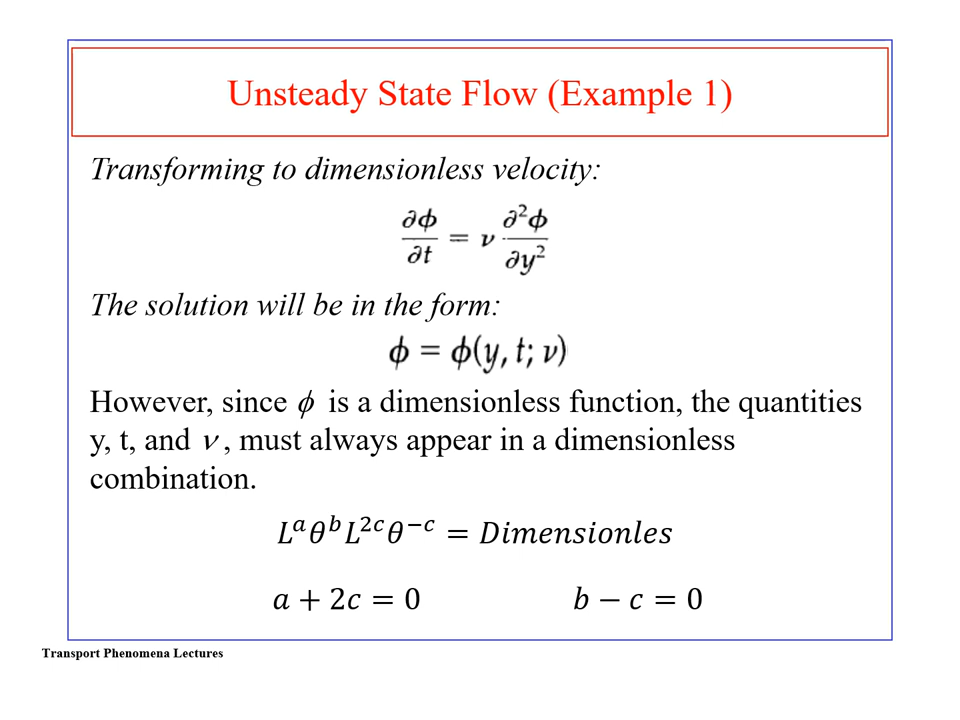 Unsteady State Flow (Example 1)
Transforming to dimensionless velocity:
∂ϕ/∂t = ν ∂²ϕ/∂y²
The solution will be in the form:
ϕ = ϕ(y, t; ν)
However, since ϕ is a dimensionless function, the quantities
y, t, and ν , must always appear in a dimensionless
combination.
LᵃθᵇL²ᶜθ⁻ᶜ = Dimensionles
a + 2c = 0 b − c = 0
Transport Phenomena Lectures